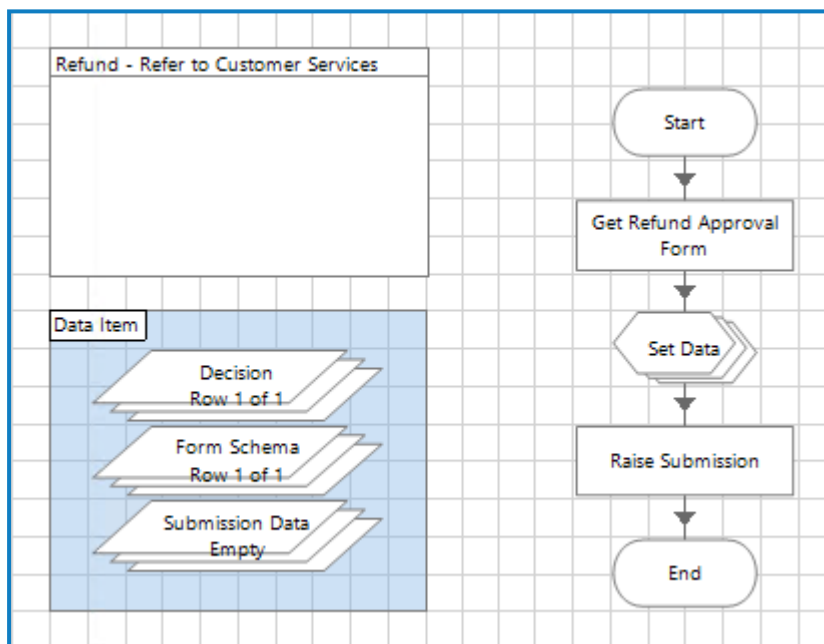 Refund - Refer to Customer Services
Data Item
Decision
Row 1 of 1
Form Schema
Row 1 of 1
Submission Data
Empty
Start
Get Refund Approval
Form
Set Data
Raise Submission
End